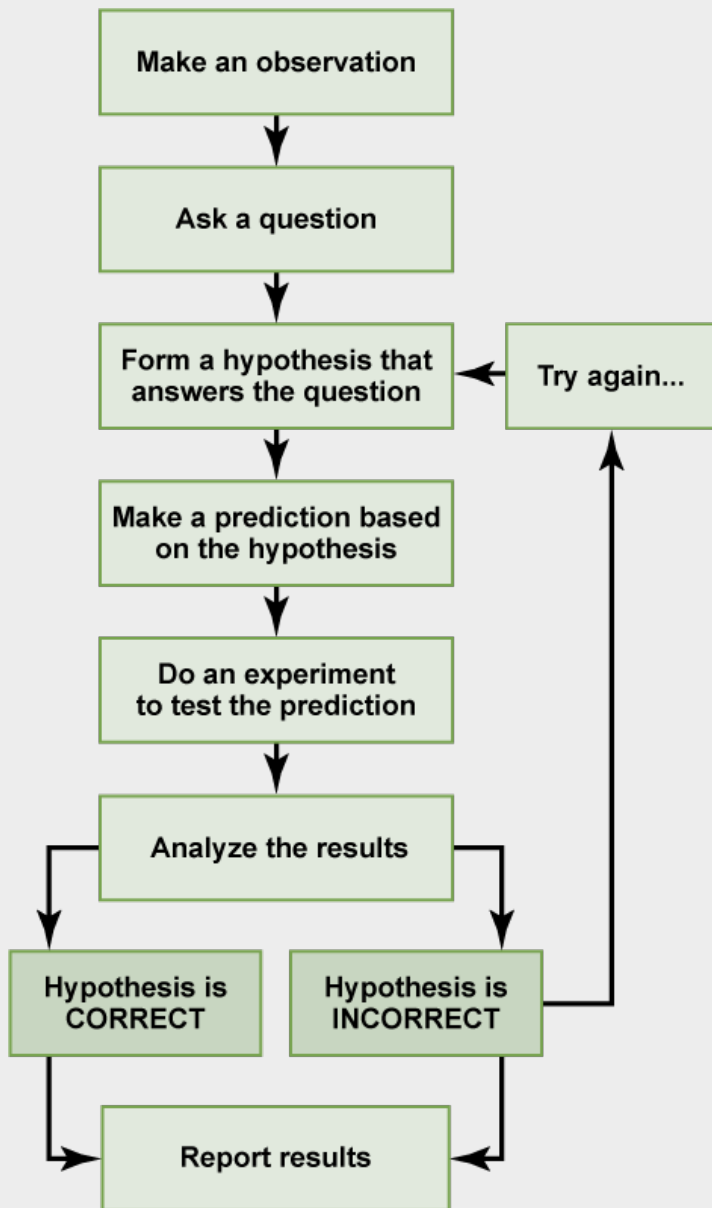 Make an observation
Ask a question
Form a hypothesis that
answers the question
Try again...
Make a prediction based
on the hypothesis
Do an experiment
to test the prediction
Analyze the results
Hypothesis is
CORRECT
Hypothesis is
INCORRECT
Report results